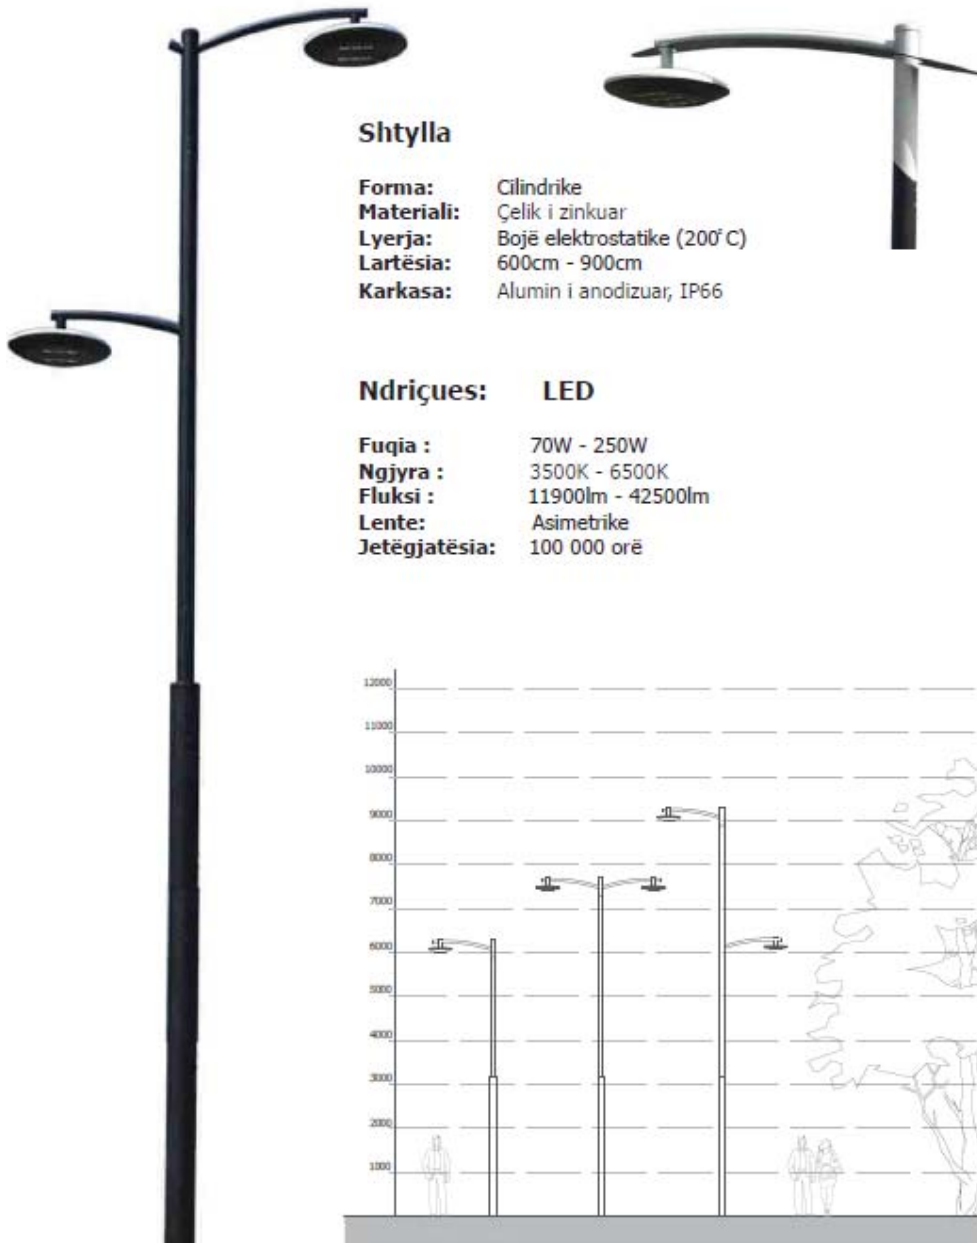 Shtylla
Forma: Cilindrike
Materiali: Çelik i zinkuar
Lyerja: Bojë elektrostatike (200°C)
Lartësia: 600cm - 900cm
Karkasa: Alumin i anodizuar, IP66
Ndriçues: LED
Fuqia : 70W - 250W
Ngjyra : 3500K - 6500K
Fluksi : 11900lm - 42500lm
Lente: Asimetrike
Jetëgjatësia: 100 000 orë
12000
11000
10000
9000
8000
7000
6000
5000
4000
3000
2000
1000